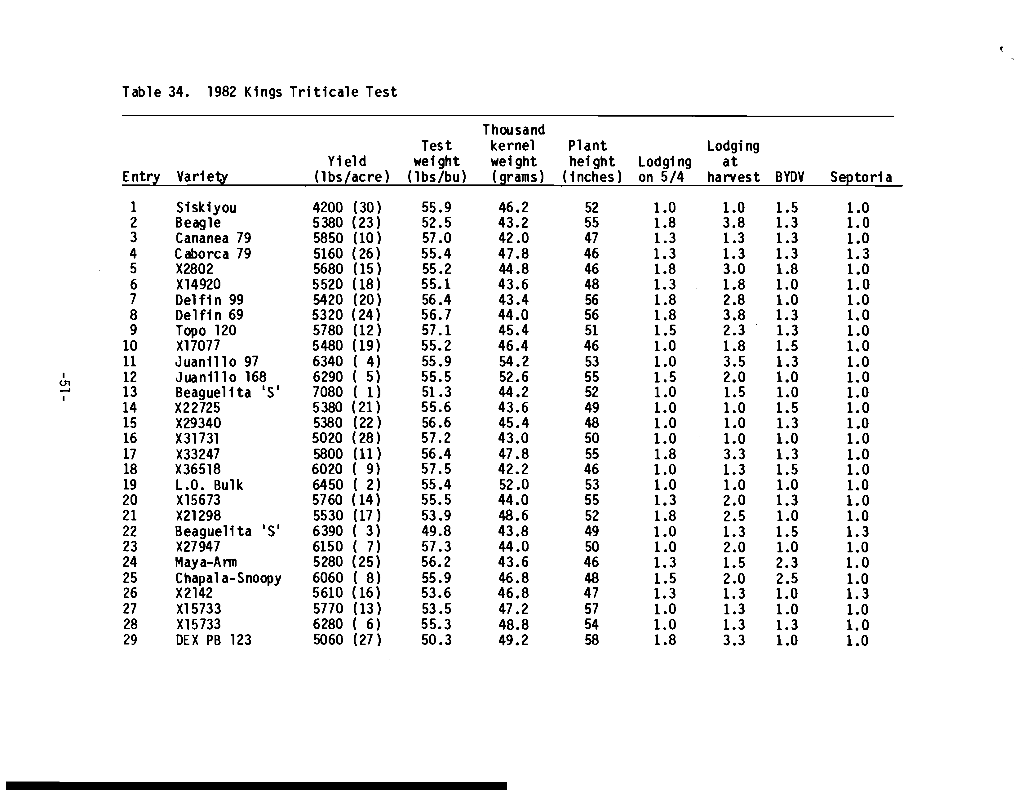 Table 34. 1982 Kings Triticale Test
Thousand
Test kernel Plant Lodging
Yield weight weight height Lodging at
Entry Variety (lbs/acre) (lbs/bu) (grams) (inches) on 5/4 harvest BYDV Septoria
1 Siskiyou 4200 (30) 55.9 46.2 52 1.0 1.0 1.5 1.0
2 Beagle 5380 (23) 52.5 43.2 55 1.8 3.8 1.3 1.0
3 Cananea 79 5850 (10) 57.0 42.0 47 1.3 1.3 1.3 1.0
4 Caborca 79 5160 (26) 55.4 47.8 46 1.3 1.3 1.3 1.3
5 X2802 5680 (15) 55.2 44.8 46 1.8 3.0 1.8 1.0
6 X14920 5520 (18) 55.1 43.6 48 1.3 1.8 1.0 1.0
7 Delfin 99 5420 (20) 56.4 43.4 56 1.8 2.8 1.0 1.0
8 Delfin 69 5320 (24) 56.7 44.0 56 1.8 3.8 1.3 1.0
9 Topo 120 5780 (12) 57.1 45.4 51 1.5 2.3 1.3 1.0
10 X17077 5480 (19) 55.2 46.4 46 1.0 1.8 1.5 1.0
11 Juanillo 97 6340 ( 4) 55.9 54.2 53 1.0 3.5 1.3 1.0
12 Juanillo 168 6290 ( 5) 55.5 52.6 55 1.5 2.0 1.0 1.0
13 Beaguelita 'S' 7080 ( 1) 51.3 44.2 52 1.0 1.5 1.0 1.0
14 X22725 5380 (21) 55.6 43.6 49 1.0 1.0 1.5 1.0
15 X29340 5380 (22) 56.6 45.4 48 1.0 1.0 1.3 1.0
16 X31731 5020 (28) 57.2 43.0 50 1.0 1.0 1.0 1.0
17 X33247 5800 (11) 56.4 47.8 55 1.8 3.3 1.3 1.0
18 X36518 6020 ( 9) 57.5 42.2 46 1.0 1.3 1.5 1.0
19 L.O. Bulk 6450 ( 2) 55.4 52.0 53 1.0 1.0 1.0 1.0
20 X15673 5760 (14) 55.5 44.0 55 1.3 2.0 1.3 1.0
21 X21298 5530 (17) 53.9 48.6 52 1.8 2.5 1.0 1.0
22 Beaguelita 'S' 6390 ( 3) 49.8 43.8 49 1.0 1.3 1.5 1.3
23 X27947 6150 ( 7) 57.3 44.0 50 1.0 2.0 1.0 1.0
24 Maya-Arm 5280 (25) 56.2 43.6 46 1.3 1.5 2.3 1.0
25 Chapala-Snoopy 6060 ( 8) 55.9 46.8 48 1.5 2.0 2.5 1.0
26 X2142 5610 (16) 53.6 46.8 47 1.3 1.3 1.0 1.3
27 X15733 5770 (13) 53.5 47.2 57 1.0 1.3 1.0 1.0
28 X15733 6280 ( 6) 55.3 48.8 54 1.0 1.3 1.3 1.0
29 DEX PB 123 5060 (27) 50.3 49.2 58 1.8 3.3 1.0 1.0
-51-